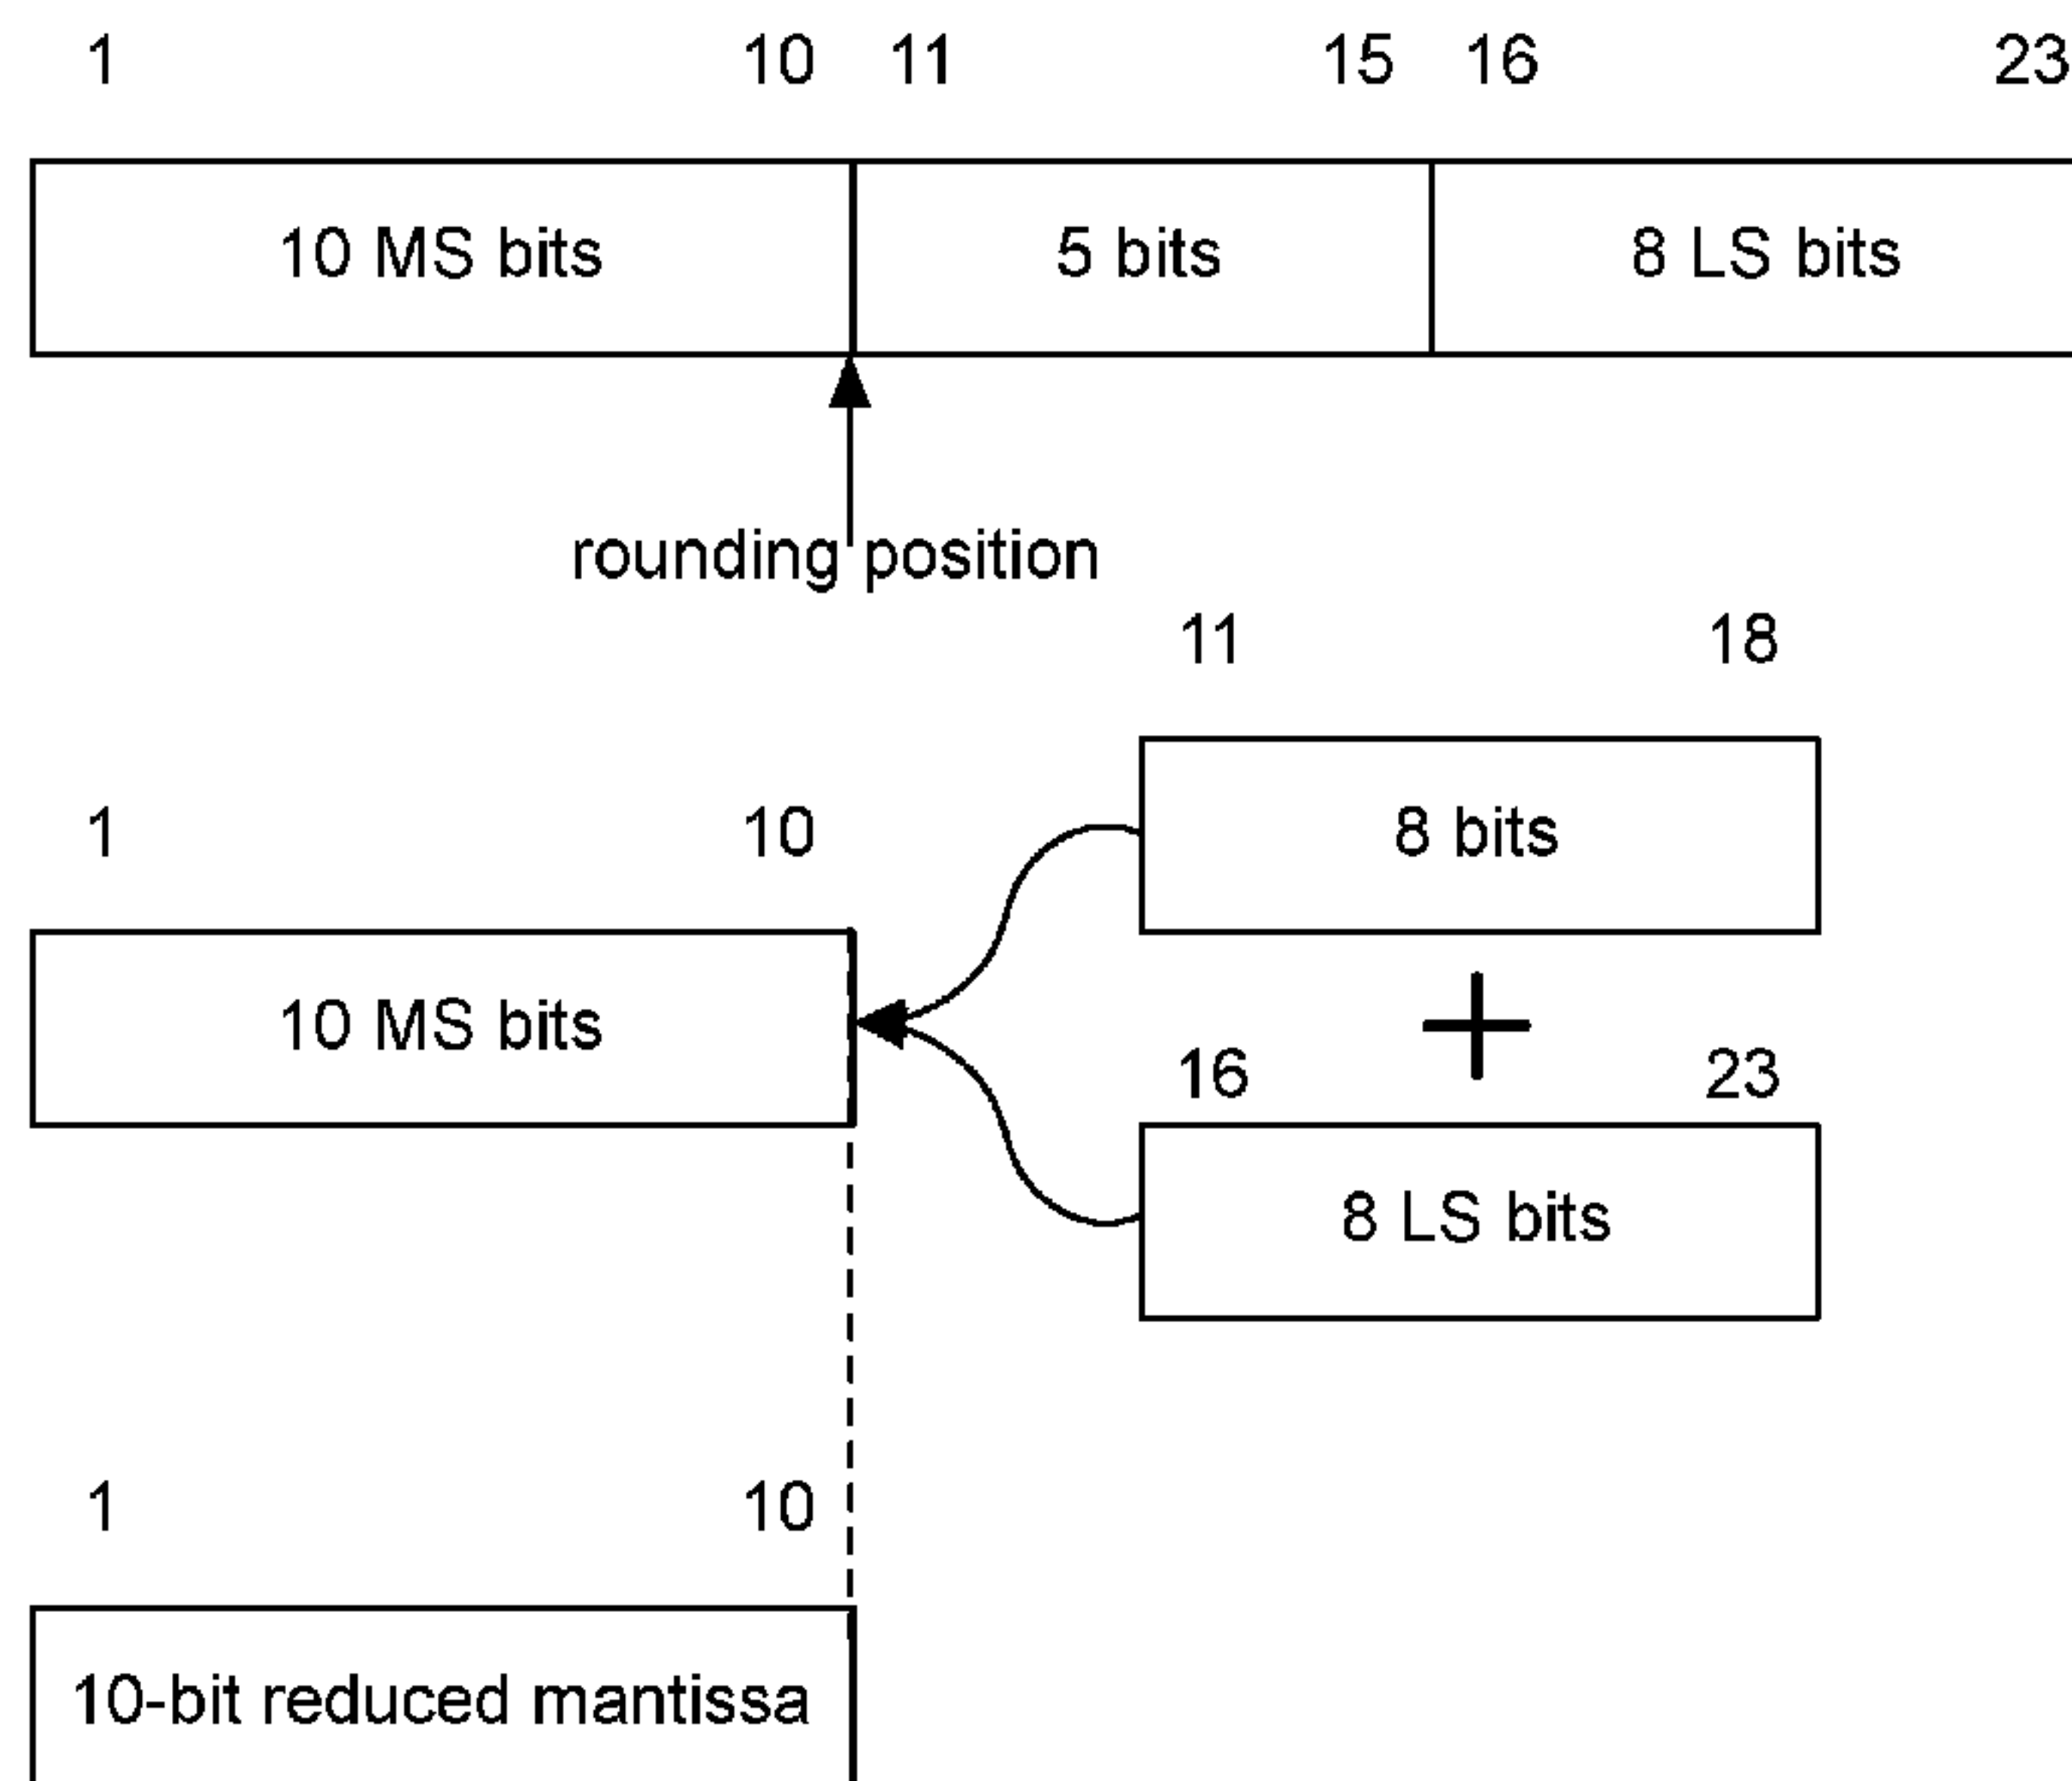 1 10 11 15 16 23
10 MS bits 5 bits 8 LS bits
rounding position
11 18
1 10 8 bits
10 MS bits
+
16 23
8 LS bits
1 10
10-bit reduced mantissa